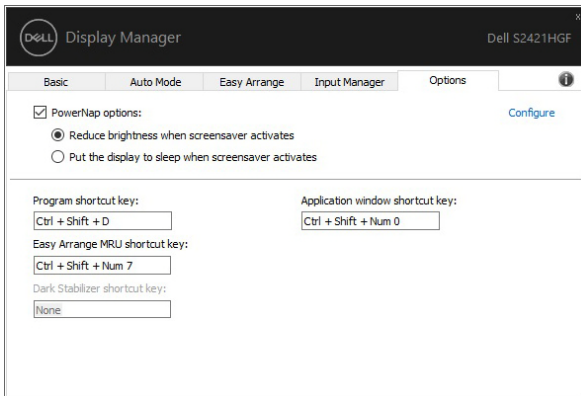 DELL Display Manager
Dell S2421HGF
Basic Auto Mode Easy Arrange Input Manager Options
PowerNap options: Configure
Reduce brightness when screensaver activates
Put the display to sleep when screensaver activates
Program shortcut key: Application window shortcut key:
Ctrl + Shift + D Ctrl + Shift + Num 0
Easy Arrange MRU shortcut key:
Ctrl + Shift + Num 7
Dark Stabilizer shortcut key:
None